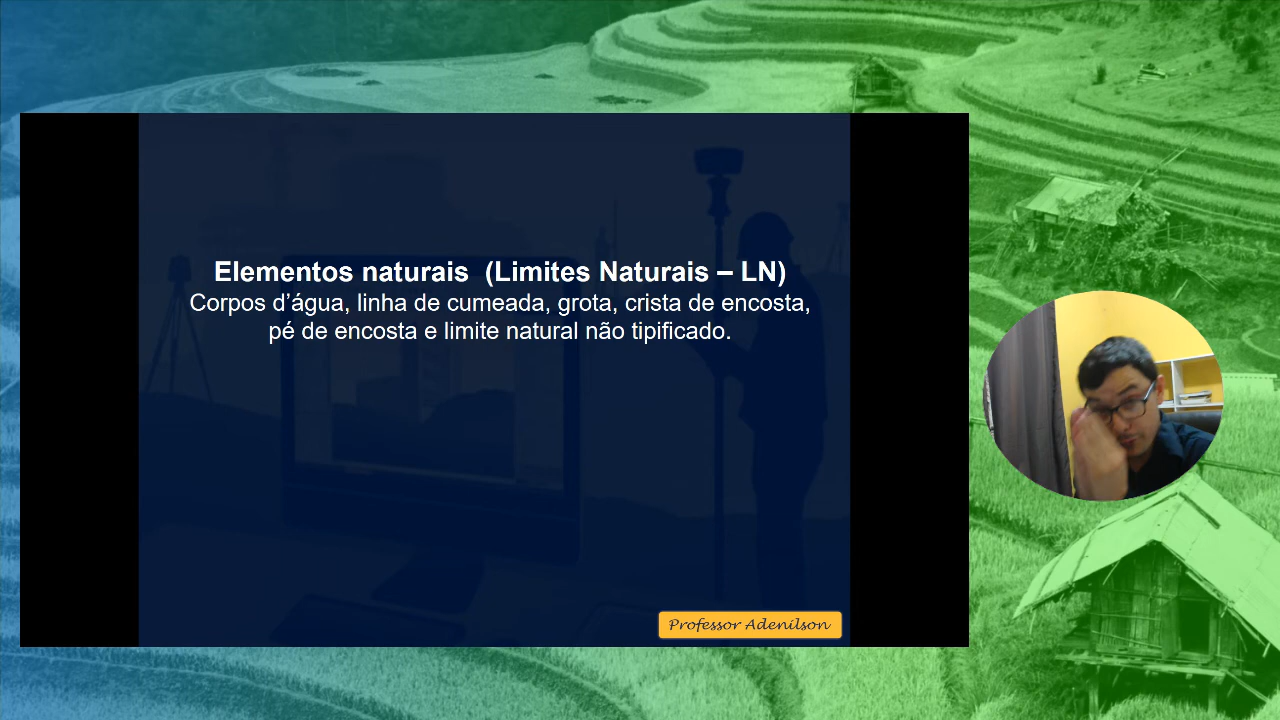 Elementos naturais (Limites Naturais – LN)
Corpos d’água, linha de cumeada, grota, crista de encosta,
pé de encosta e limite natural não tipificado.
Professor Adenilson